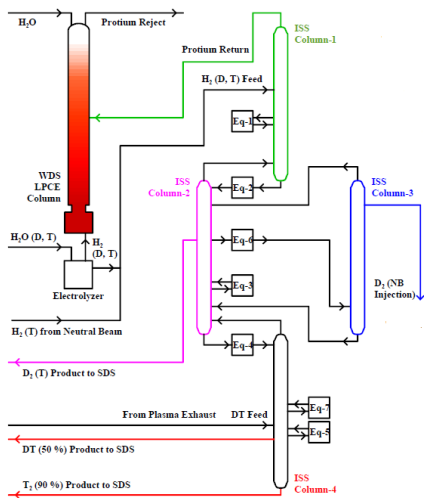 H₂O
Protium Reject
ISS
Column-1
Protium Return
H₂ (D, T) Feed
Eq-1
WDS
LPCE
Column
ISS
Column-2
Eq-2
ISS
Column-3
H₂O (D, T)
H₂
(D, T)
Eq-6
Electrolyzer
Eq-3
D₂ (NB
Injection)
H₂ (T) from Neutral Beam
Eq-4
D₂ (T) Product to SDS
From Plasma Exhaust
DT Feed
Eq-7
Eq-5
DT (50 %) Product to SDS
T₂ (90 %) Product to SDS
ISS
Column-4